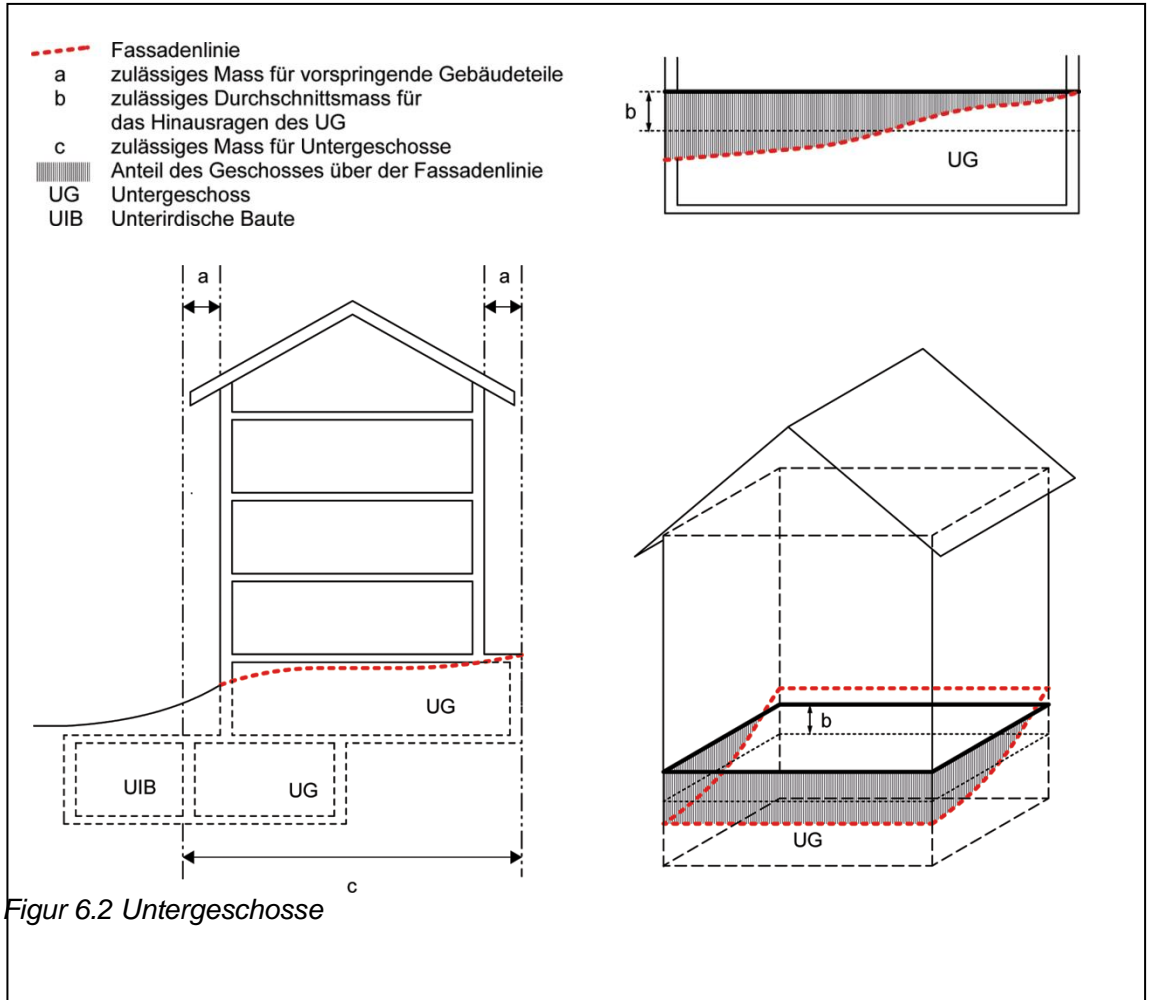 Fassadenlinie
a zulässiges Mass für vorspringende Gebäudeteile
b zulässiges Durchschnittsmass für
das Hinausragen des UG
c zulässiges Mass für Untergeschosse
Anteil des Geschosses über der Fassadenlinie
UG Untergeschoss
UIB Unterirdische Baute
b
UG
a a
UG
UIB UG
c
b
UG
Figur 6.2 Untergeschosse